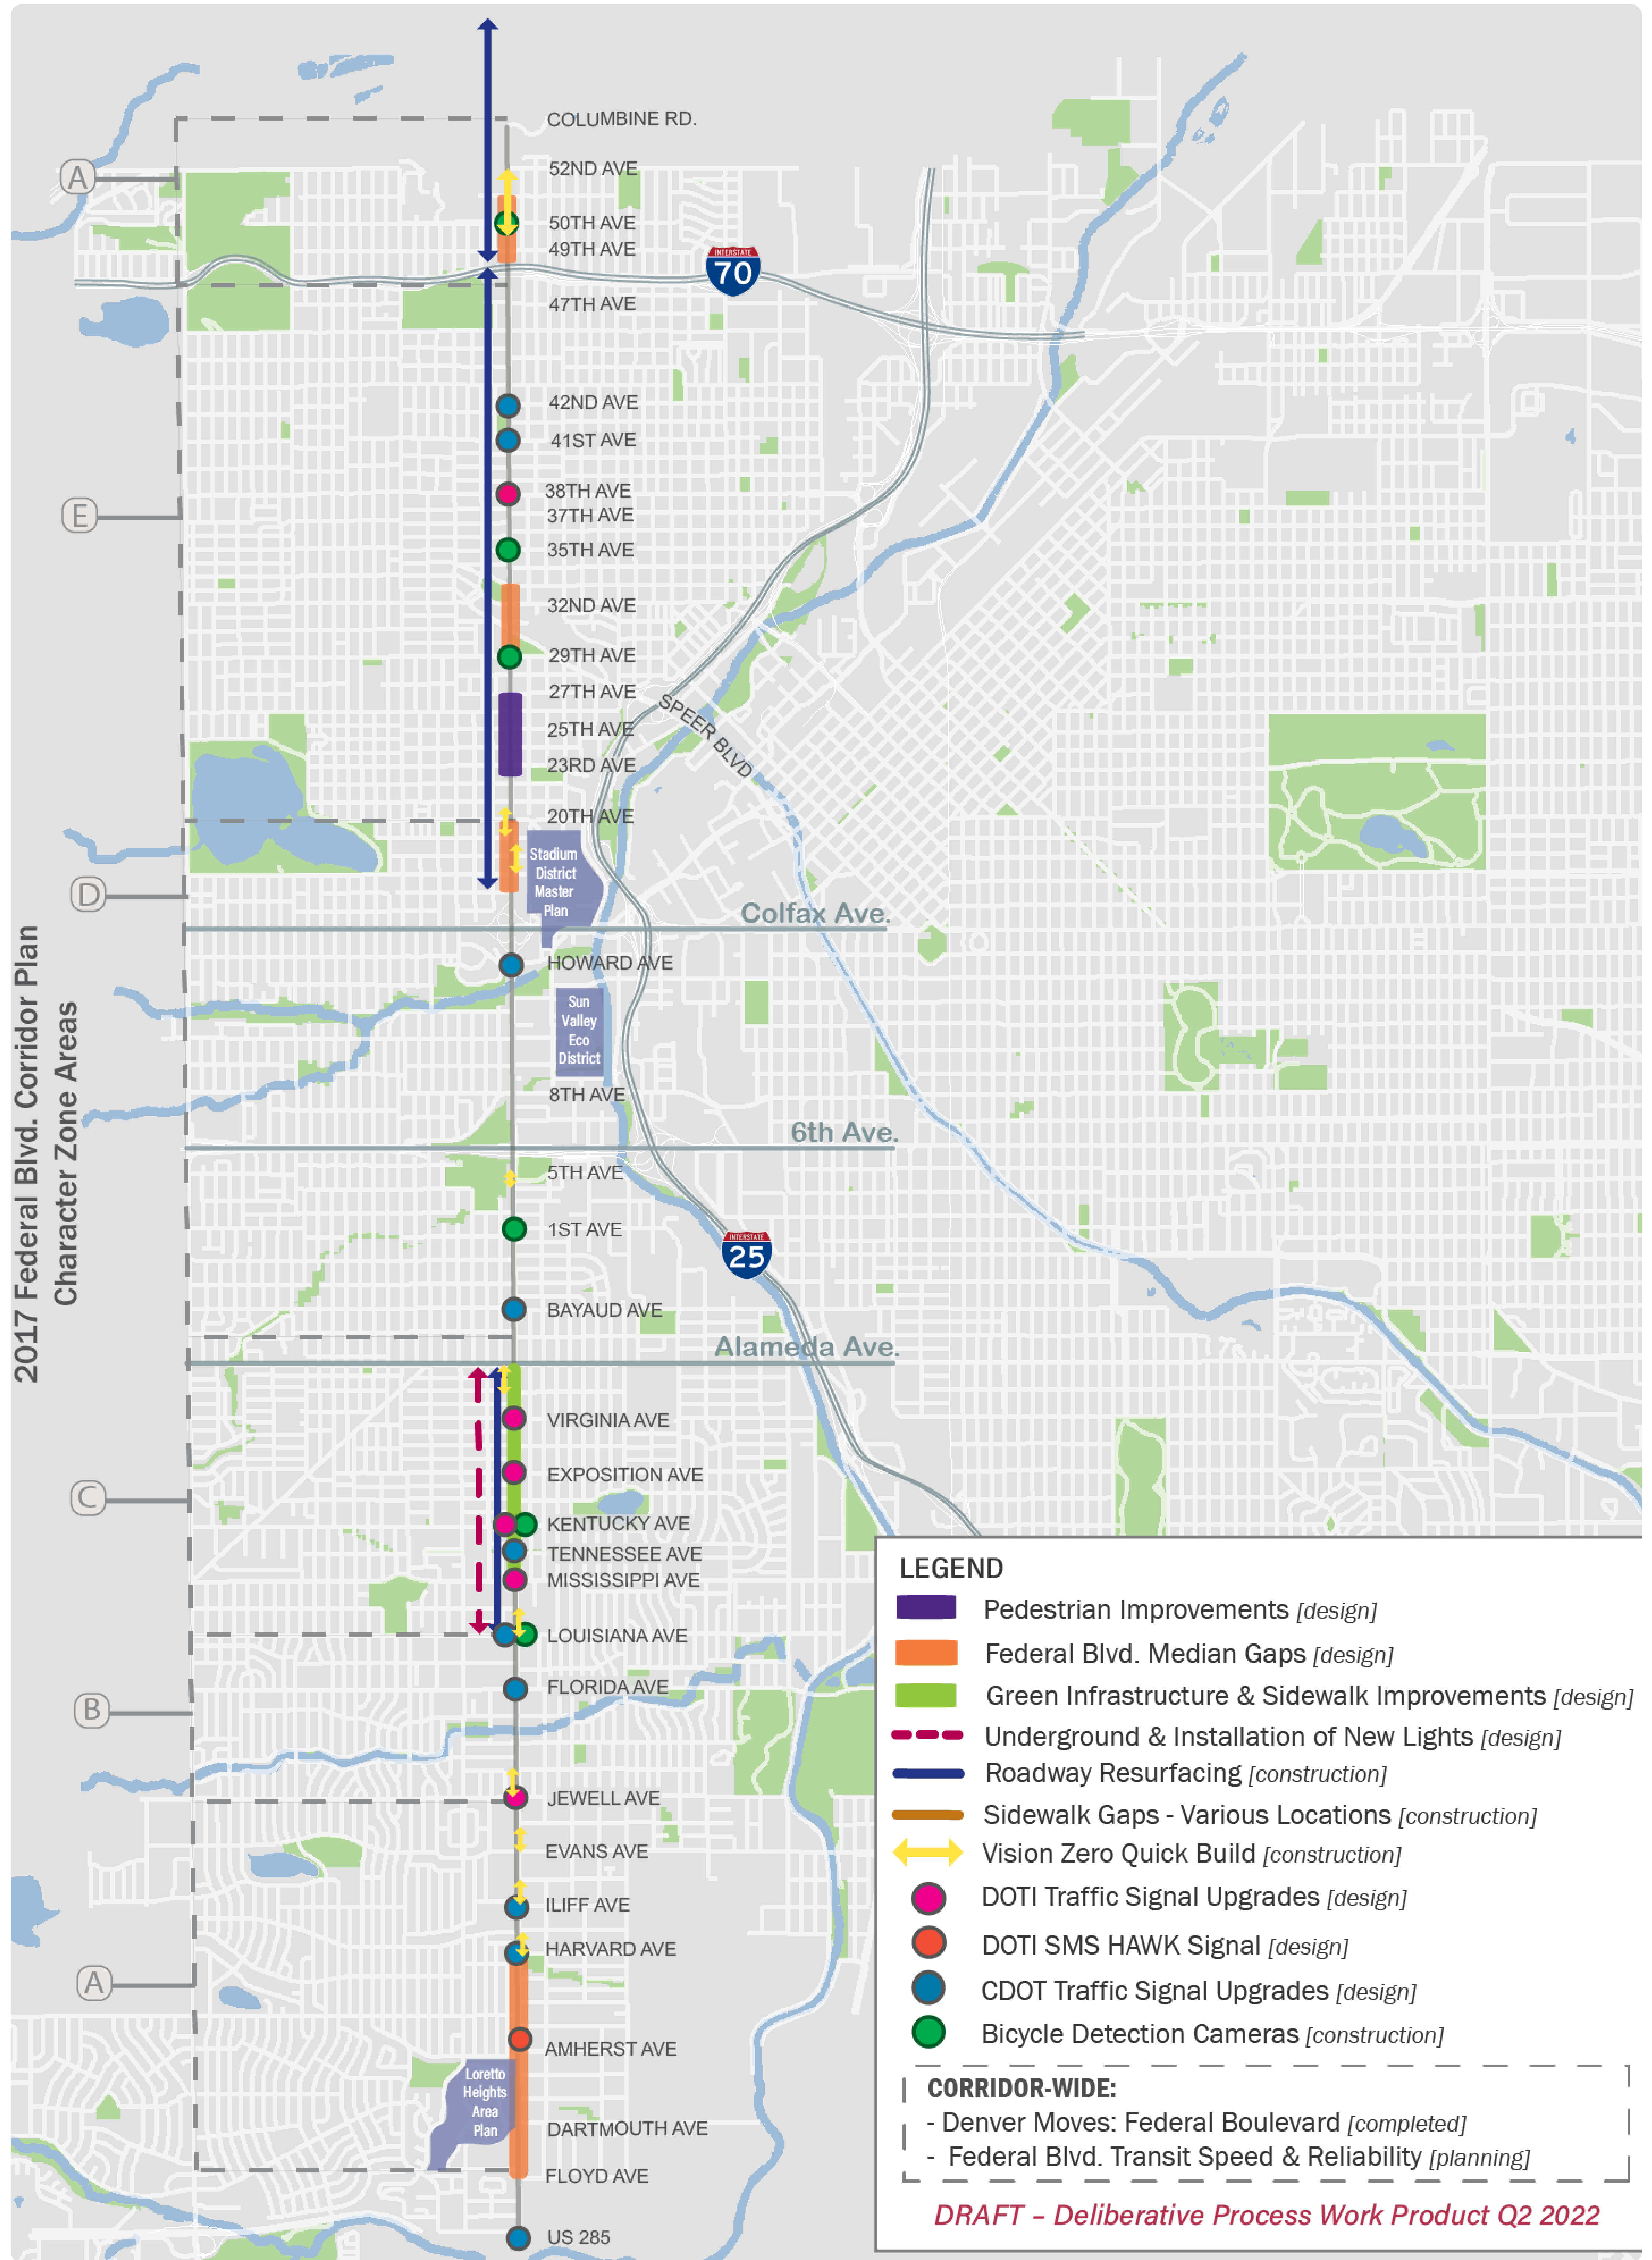 COLUMBINE RD.
A
52ND AVE
50TH AVE
49TH AVE
INTERSTATE
70
47TH AVE
42ND AVE
41ST AVE
38TH AVE
E
37TH AVE
35TH AVE
32ND AVE
29TH AVE
27TH AVE
SPEER BLVD
25TH AVE
23RD AVE
20TH AVE
Stadium
District
Master
Plan
D
Colfax Ave.
HOWARD AVE
Sun
Valley
Eco
District
8TH AVE
6th Ave.
5TH AVE
2017 Federal Blvd. Corridor Plan
Character Zone Areas
1ST AVE
INTERSTATE
25
BAYAUD AVE
Alameda Ave.
VIRGINIA AVE
EXPOSITION AVE
C
KENTUCKY AVE
TENNESSEE AVE
MISSISSIPPI AVE
LOUISIANA AVE
FLORIDA AVE
B
JEWELL AVE
EVANS AVE
ILIFF AVE
HARVARD AVE
A
AMHERST AVE
Loretto
Heights
Area
Plan
DARTMOUTH AVE
FLOYD AVE
US 285
LEGEND
Pedestrian Improvements [design]
Federal Blvd. Median Gaps [design]
Green Infrastructure & Sidewalk Improvements [design]
Underground & Installation of New Lights [design]
Roadway Resurfacing [construction]
Sidewalk Gaps - Various Locations [construction]
Vision Zero Quick Build [construction]
DOTI Traffic Signal Upgrades [design]
DOTI SMS HAWK Signal [design]
CDOT Traffic Signal Upgrades [design]
Bicycle Detection Cameras [construction]
CORRIDOR-WIDE:
- Denver Moves: Federal Boulevard [completed]
- Federal Blvd. Transit Speed & Reliability [planning]
DRAFT – Deliberative Process Work Product Q2 2022